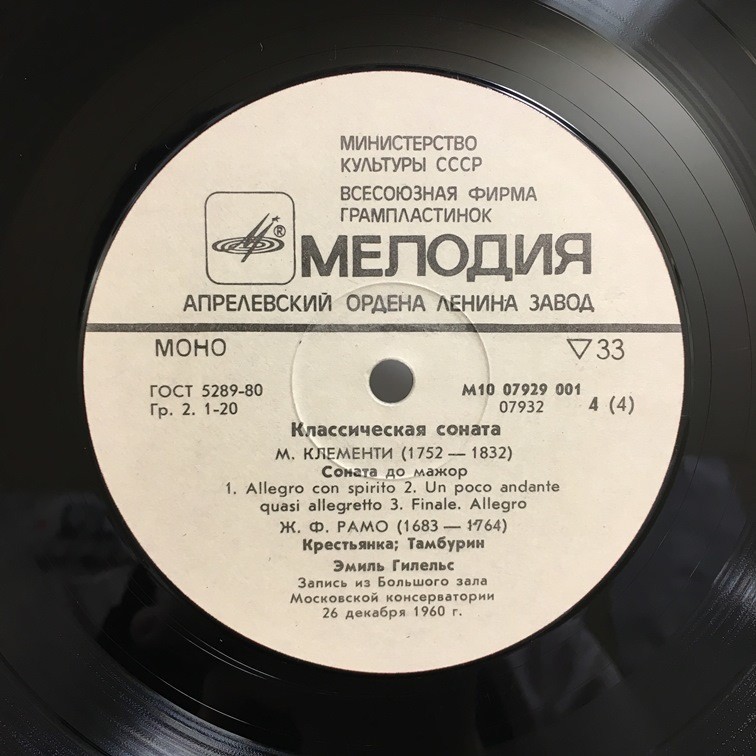 МИНИСТЕРСТВО
КУЛЬТУРЫ СССР
ВСЕСОЮЗНАЯ ФИРМА
ГРАМПЛАСТИНОК
® МЕЛОДИЯ
АПРЕЛЕВСКИЙ ОРДЕНА ЛЕНИНА ЗАВОД
МОНО ▽ 33
ГОСТ 5289-80 М10 07929 001
Гр. 2. 1-20 07932 4 (4)
Классическая соната
М. КЛЕМЕНТИ (1752 — 1832)
Соната до мажор
1. Allegro con spirito 2. Un poco andante
quasi allegretto 3. Finale. Allegro
Ж. Ф. РАМО (1683 — 1764)
Крестьянка; Тамбурин
Эмиль Гилельс
Запись из Большого зала
Московской консерватории
26 декабря 1960 г.